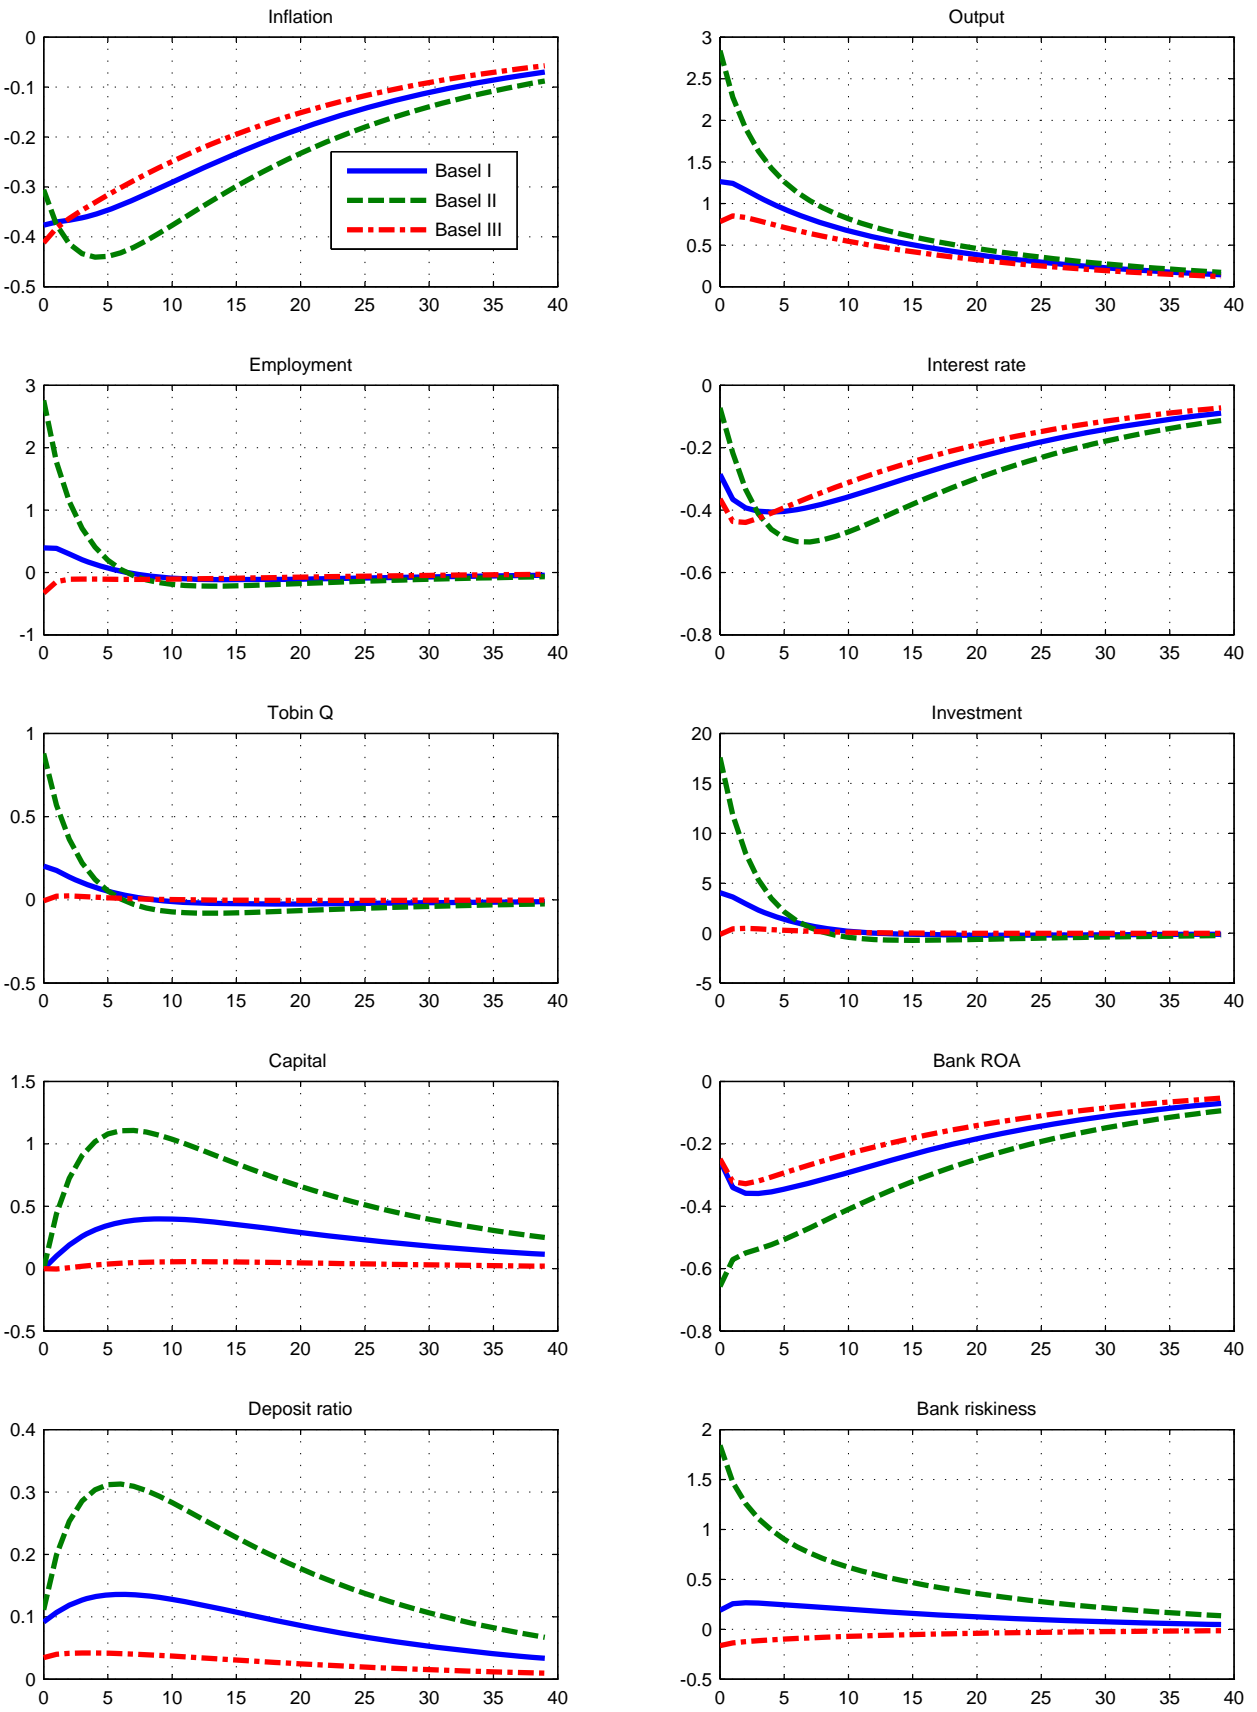 Inflation
0
-0.1
-0.2
-0.3
-0.4
-0.5
0 5 10 15 20 25 30 35 40
Basel I
Basel II
Basel III
Output
3
2.5
2
1.5
1
0.5
0
0 5 10 15 20 25 30 35 40
Employment
3
2
1
0
-1
0 5 10 15 20 25 30 35 40
Interest rate
0
-0.2
-0.4
-0.6
-0.8
0 5 10 15 20 25 30 35 40
Tobin Q
1
0.5
0
-0.5
0 5 10 15 20 25 30 35 40
Investment
20
15
10
5
0
-5
0 5 10 15 20 25 30 35 40
Capital
1.5
1
0.5
0
-0.5
0 5 10 15 20 25 30 35 40
Bank ROA
0
-0.2
-0.4
-0.6
-0.8
0 5 10 15 20 25 30 35 40
Deposit ratio
0.4
0.3
0.2
0.1
0
0 5 10 15 20 25 30 35 40
Bank riskiness
2
1.5
1
0.5
0
-0.5
0 5 10 15 20 25 30 35 40